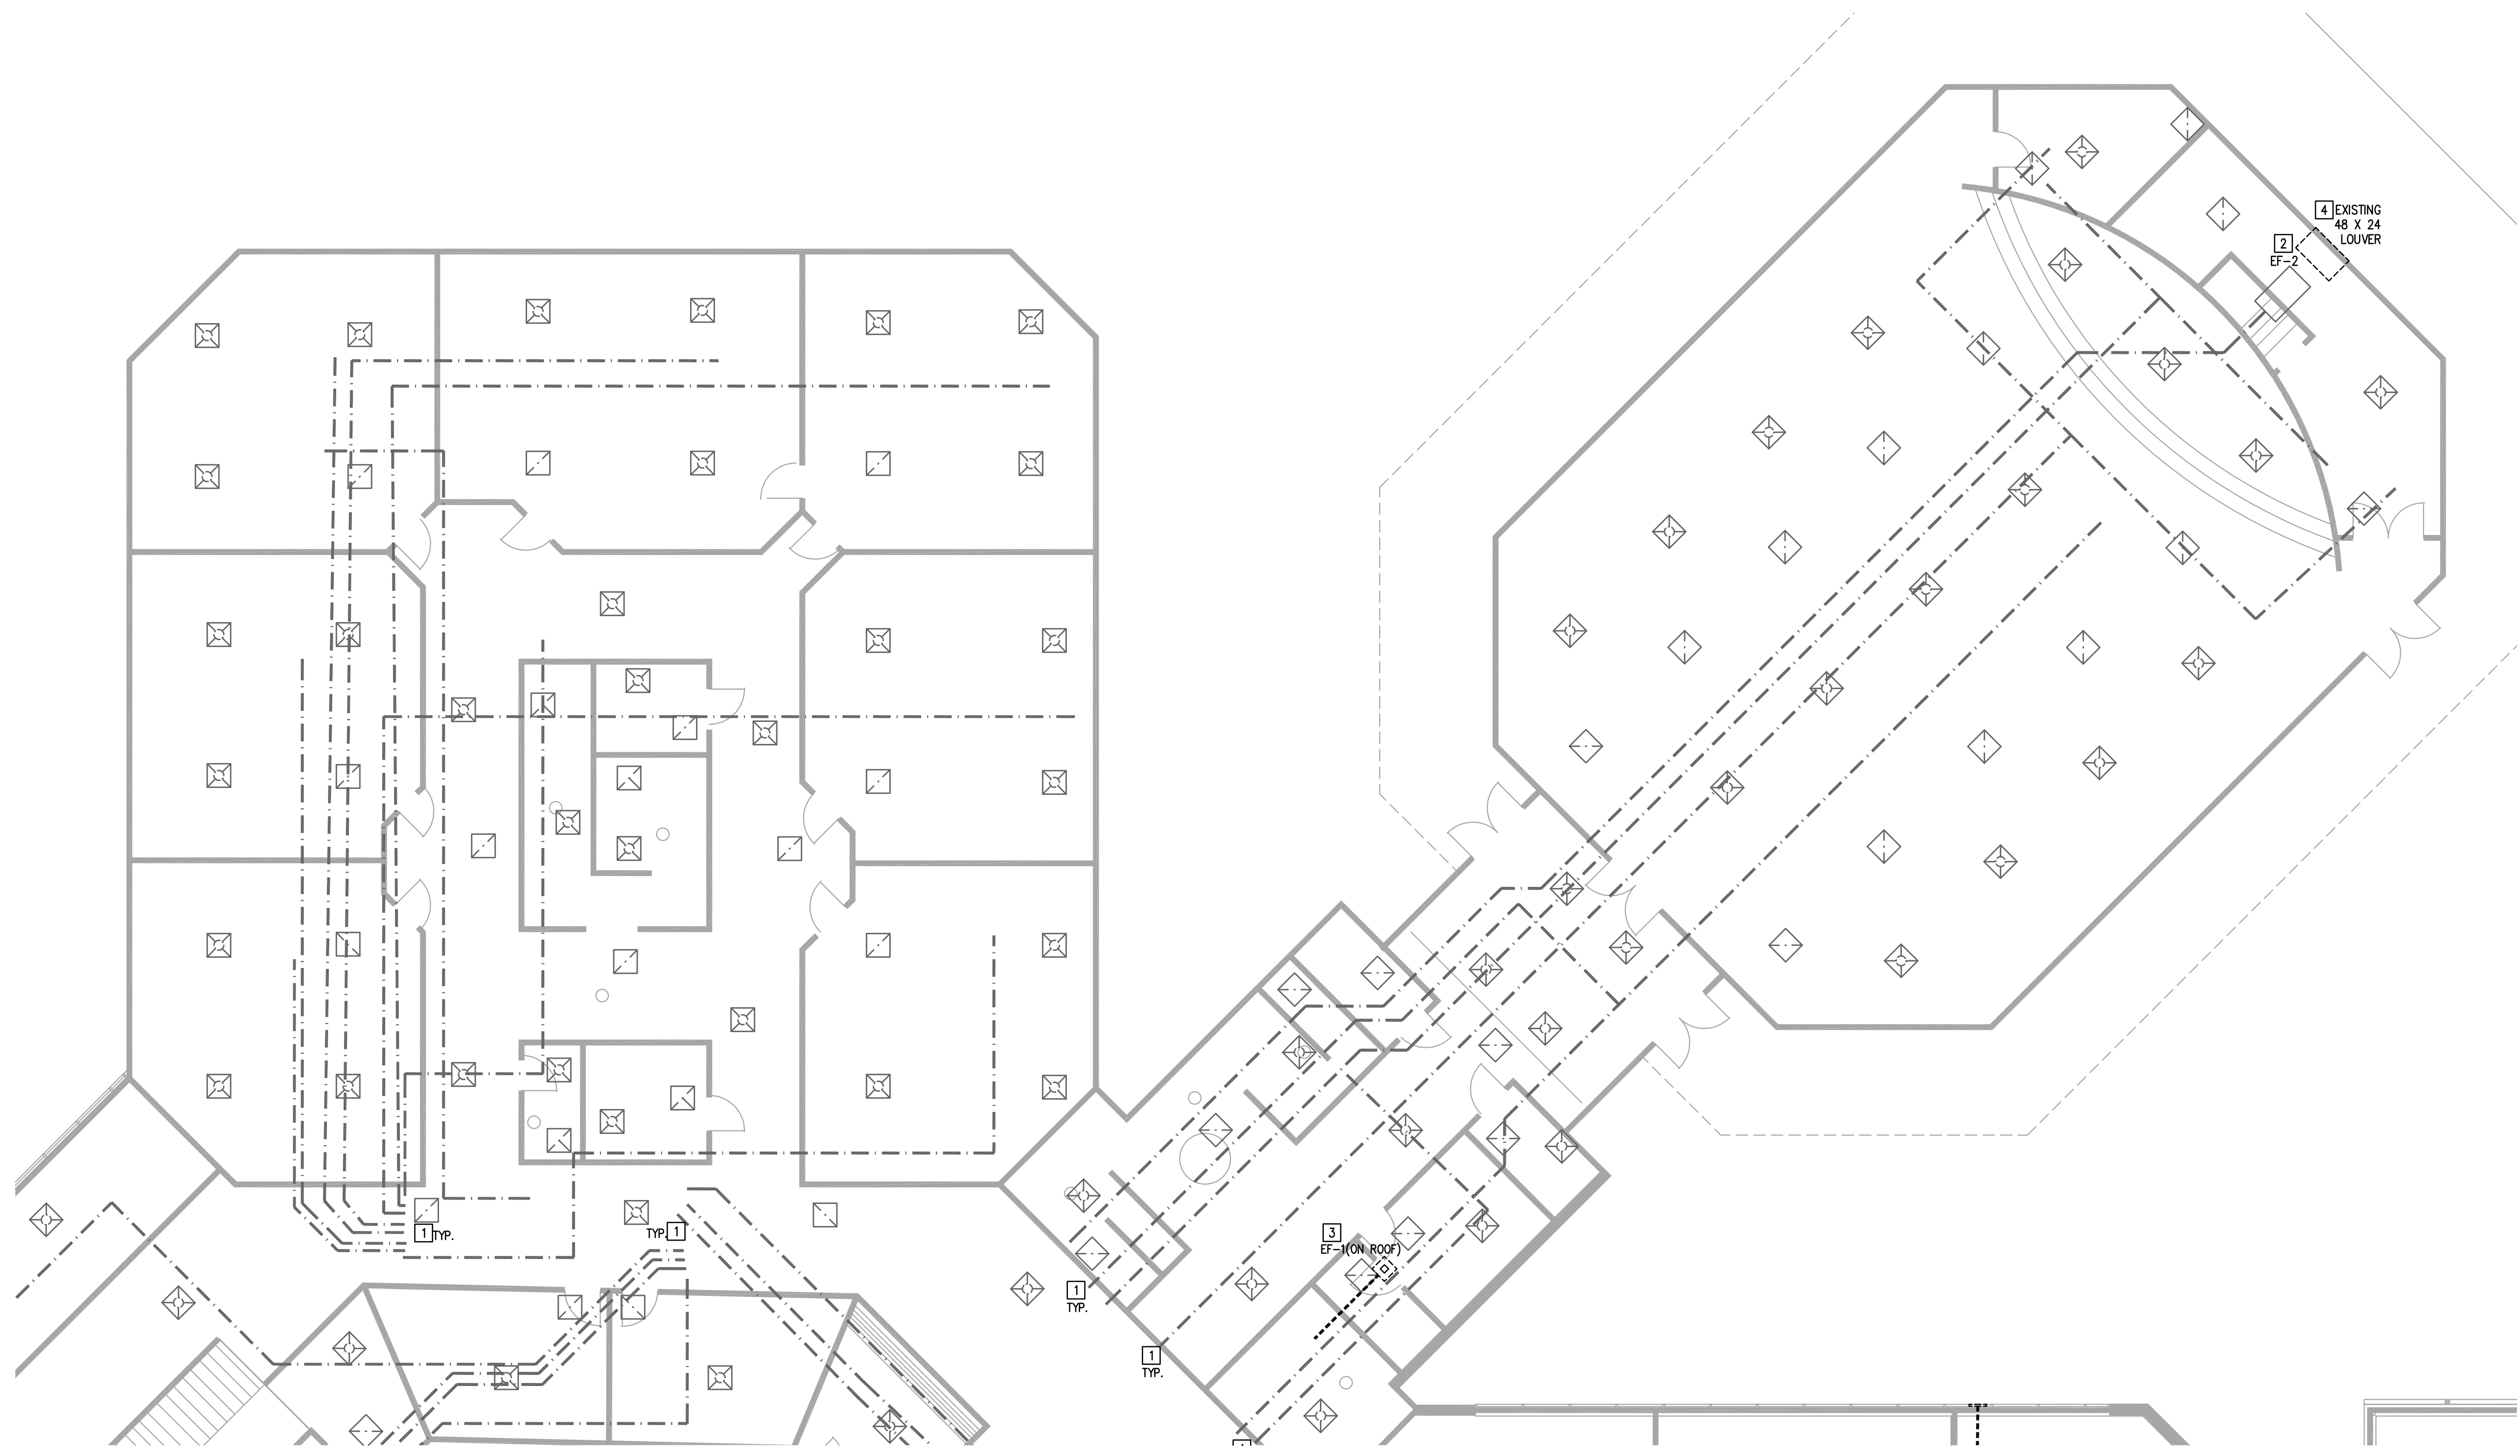 4 EXISTING
48 X 24
LOUVER
2
EF-2
1 TYP.
TYP. 1
3
EF-1(ON ROOF)
1
TYP.
1
TYP.